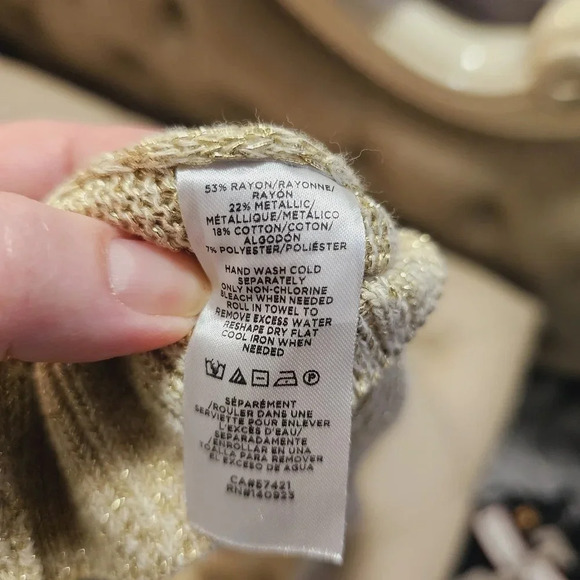 53% RAYON/RAYONNE/
RAYÓN
22% METALLIC/
MÉTALLIQUE/METÁLICO
18% COTTON/COTON/
ALGODÓN
7% POLYESTER/POLIÉSTER
HAND WASH COLD
SEPARATELY
ONLY NON-CHLORINE
BLEACH WHEN NEEDED
ROLL IN TOWEL TO
REMOVE EXCESS WATER
RESHAPE DRY FLAT
COOL IRON WHEN
NEEDED
P
SÉPARÉMENT
/ROULER DANS UNE
SERVIETTE POUR ENLEVER
L'EXCÈS D'EAU/
SEPARADAMENTE
ENROLLAR EN UNA
TOALLA PARA REMOVER
EL EXCESO DE AGUA
CA#57421
RN#140923